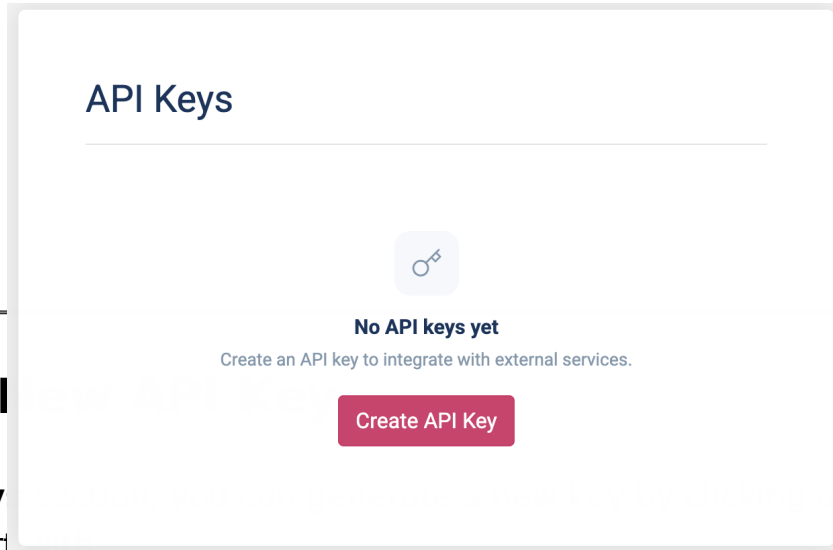 API Keys
No API keys yet
Create an API key to integrate with external services.
Create API Key